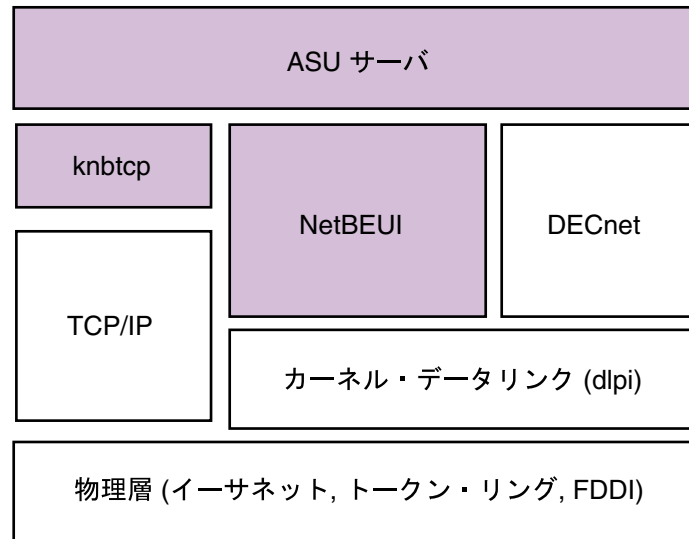 ASU サーバ
knbtcp
NetBEUI
DECnet
TCP/IP
カーネル・データリンク (dlpi)
物理層 (イーサネット, トークン・リング, FDDI)